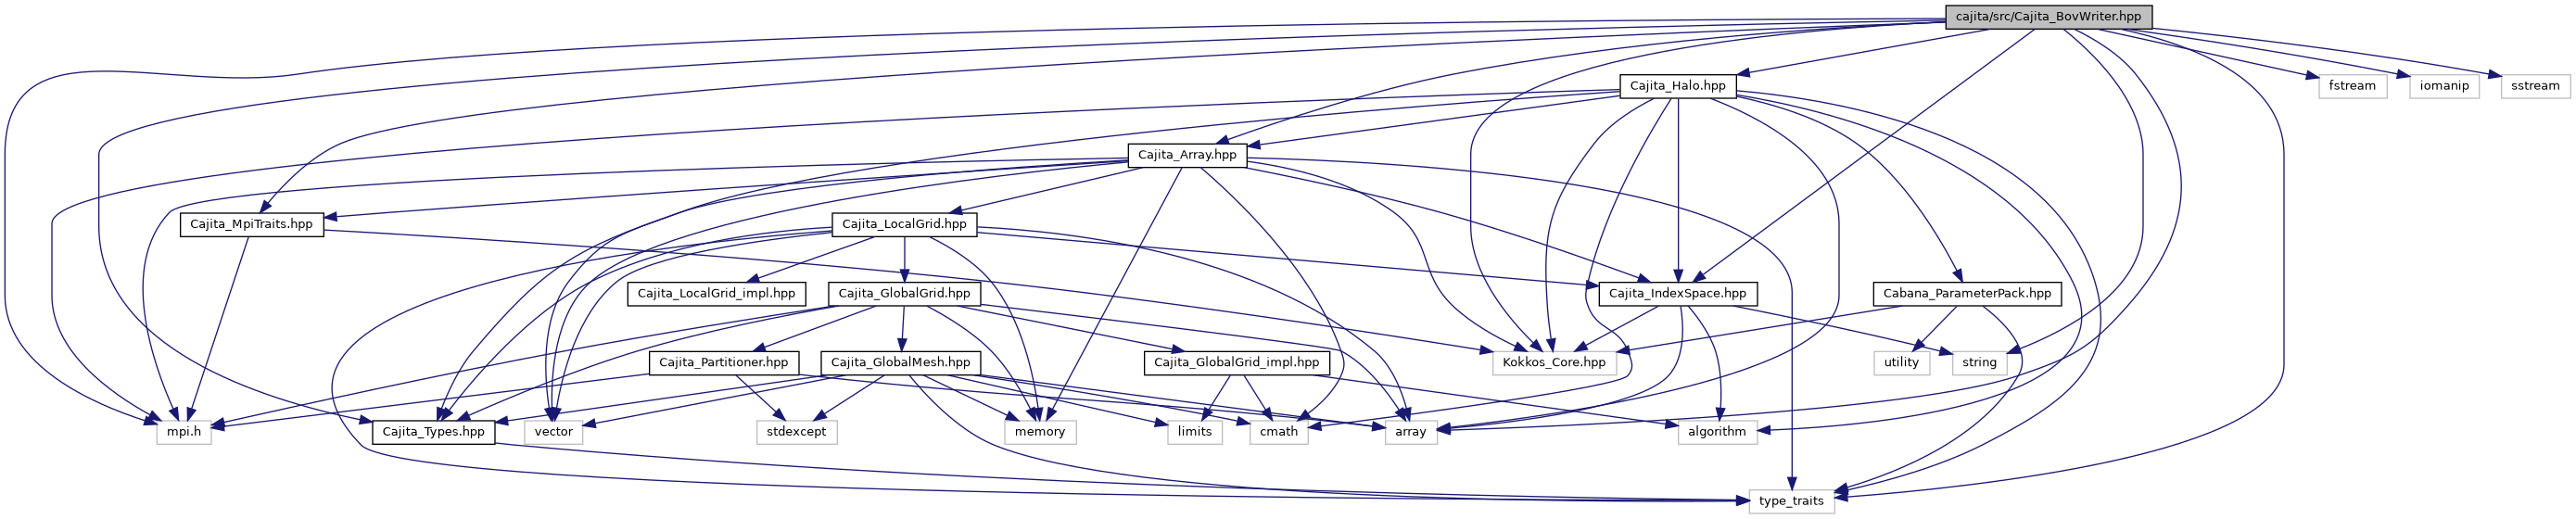 cajita/src/Cajita_BovWriter.hpp
Cajita_Halo.hpp
fstream
iomanip
sstream
Cajita_Array.hpp
Cajita_MpiTraits.hpp
Cajita_LocalGrid.hpp
Cajita_LocalGrid_impl.hpp
Cajita_GlobalGrid.hpp
Cajita_IndexSpace.hpp
Cabana_ParameterPack.hpp
Cajita_Partitioner.hpp
Cajita_GlobalMesh.hpp
Cajita_GlobalGrid_impl.hpp
Kokkos_Core.hpp
utility
string
mpi.h
Cajita_Types.hpp
vector
stdexcept
memory
limits
cmath
array
algorithm
type_traits